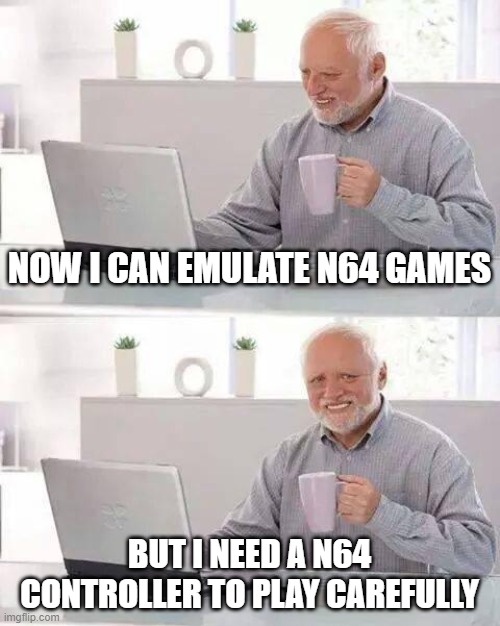 NOW I CAN EMULATE N64 GAMES
BUT I NEED A N64
CONTROLLER TO PLAY CAREFULLY
imgflip.com